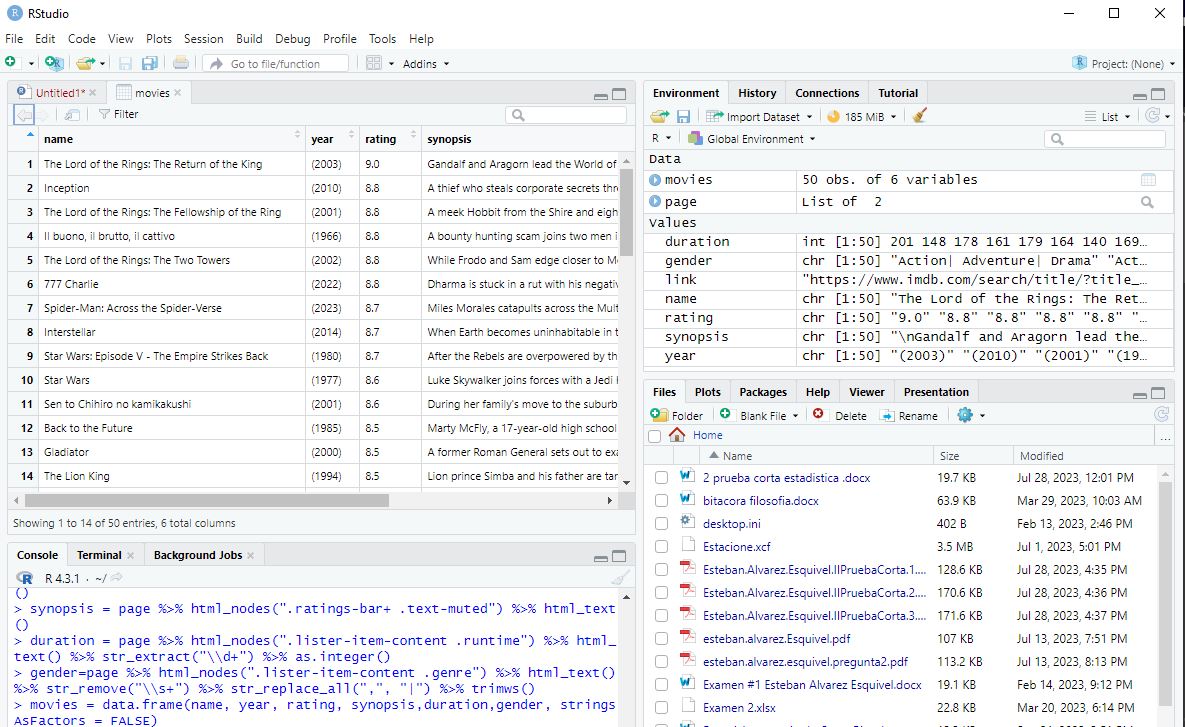 RStudio
File Edit Code View Plots Session Build Debug Profile Tools Help
Go to file/function Addins Project: (None)
Untitled1* movies
Filter
name year rating synopsis
1 The Lord of the Rings: The Return of the King (2003) 9.0 Gandalf and Aragorn lead the World of
2 Inception (2010) 8.8 A thief who steals corporate secrets thr
3 The Lord of the Rings: The Fellowship of the Ring (2001) 8.8 A meek Hobbit from the Shire and eigh
4 Il buono, il brutto, il cattivo (1966) 8.8 A bounty hunting scam joins two men i
5 The Lord of the Rings: The Two Towers (2002) 8.8 While Frodo and Sam edge closer to M
6 777 Charlie (2022) 8.8 Dharma is stuck in a rut with his negativ
7 Spider-Man: Across the Spider-Verse (2023) 8.7 Miles Morales catapults across the Mult
8 Interstellar (2014) 8.7 When Earth becomes uninhabitable in t
9 Star Wars: Episode V - The Empire Strikes Back (1980) 8.7 After the Rebels are overpowered by th
10 Star Wars (1977) 8.6 Luke Skywalker joins forces with a Jedi
11 Sen to Chihiro no kamikakushi (2001) 8.6 During her family's move to the suburb
12 Back to the Future (1985) 8.5 Marty McFly, a 17-year-old high school
13 Gladiator (2000) 8.5 A former Roman General sets out to exa
14 The Lion King (1994) 8.5 Lion prince Simba and his father are tar
Showing 1 to 14 of 50 entries, 6 total columns
Console Terminal Background Jobs
R 4.3.1 · ~/
()
> synopsis = page %>% html_nodes(".ratings-bar+ .text-muted") %>% html_text
()
> duration = page %>% html_nodes(".lister-item-content .runtime") %>% html_
text() %>% str_extract("\\d+") %>% as.integer()
> gender=page %>% html_nodes(".lister-item-content .genre") %>% html_text()
%>% str_remove("\\s+") %>% str_replace_all(",", "|") %>% trimws()
> movies = data.frame(name, year, rating, synopsis,duration,gender, strings
AsFactors = FALSE)
Environment History Connections Tutorial
Import Dataset 185 MiB List
R Global Environment
Data
movies 50 obs. of 6 variables
page List of 2
Values
duration int [1:50] 201 148 178 161 179 164 140 169…
gender chr [1:50] "Action| Adventure| Drama" "Act…
link "https://www.imdb.com/search/title/?title_…
name chr [1:50] "The Lord of the Rings: The Ret…
rating chr [1:50] "9.0" "8.8" "8.8" "8.8" "8.8" "…
synopsis chr [1:50] "\nGandalf and Aragorn lead the…
year chr [1:50] "(2003)" "(2010)" "(2001)" "(19…
Files Plots Packages Help Viewer Presentation
Folder Blank File Delete Rename
Home ...
Name Size Modified
2 prueba corta estadistica .docx 19.7 KB Jul 28, 2023, 12:01 PM
bitacora filosofia.docx 63.9 KB Mar 29, 2023, 10:03 AM
desktop.ini 402 B Feb 13, 2023, 2:46 PM
Estacione.xcf 3.5 MB Jul 1, 2023, 5:01 PM
Esteban.Alvarez.Esquivel.IIPruebaCorta.1.... 128.6 KB Jul 28, 2023, 4:35 PM
Esteban.Alvarez.Esquivel.IIPruebaCorta.2.... 170.6 KB Jul 28, 2023, 4:36 PM
Esteban.Alvarez.Esquivel.IIPruebaCorta.3.... 171.6 KB Jul 28, 2023, 4:37 PM
esteban.alvarez.Esquivel.pdf 107 KB Jul 13, 2023, 7:51 PM
esteban.alvarez.esquivel.pregunta2.pdf 113.2 KB Jul 13, 2023, 8:13 PM
Examen #1 Esteban Alvarez Esquivel.docx 19.1 KB Mar 14, 2023, 9:12 PM
Examen 2.xlsx 22.8 KB Mar 20, 2023, 6:14 PM